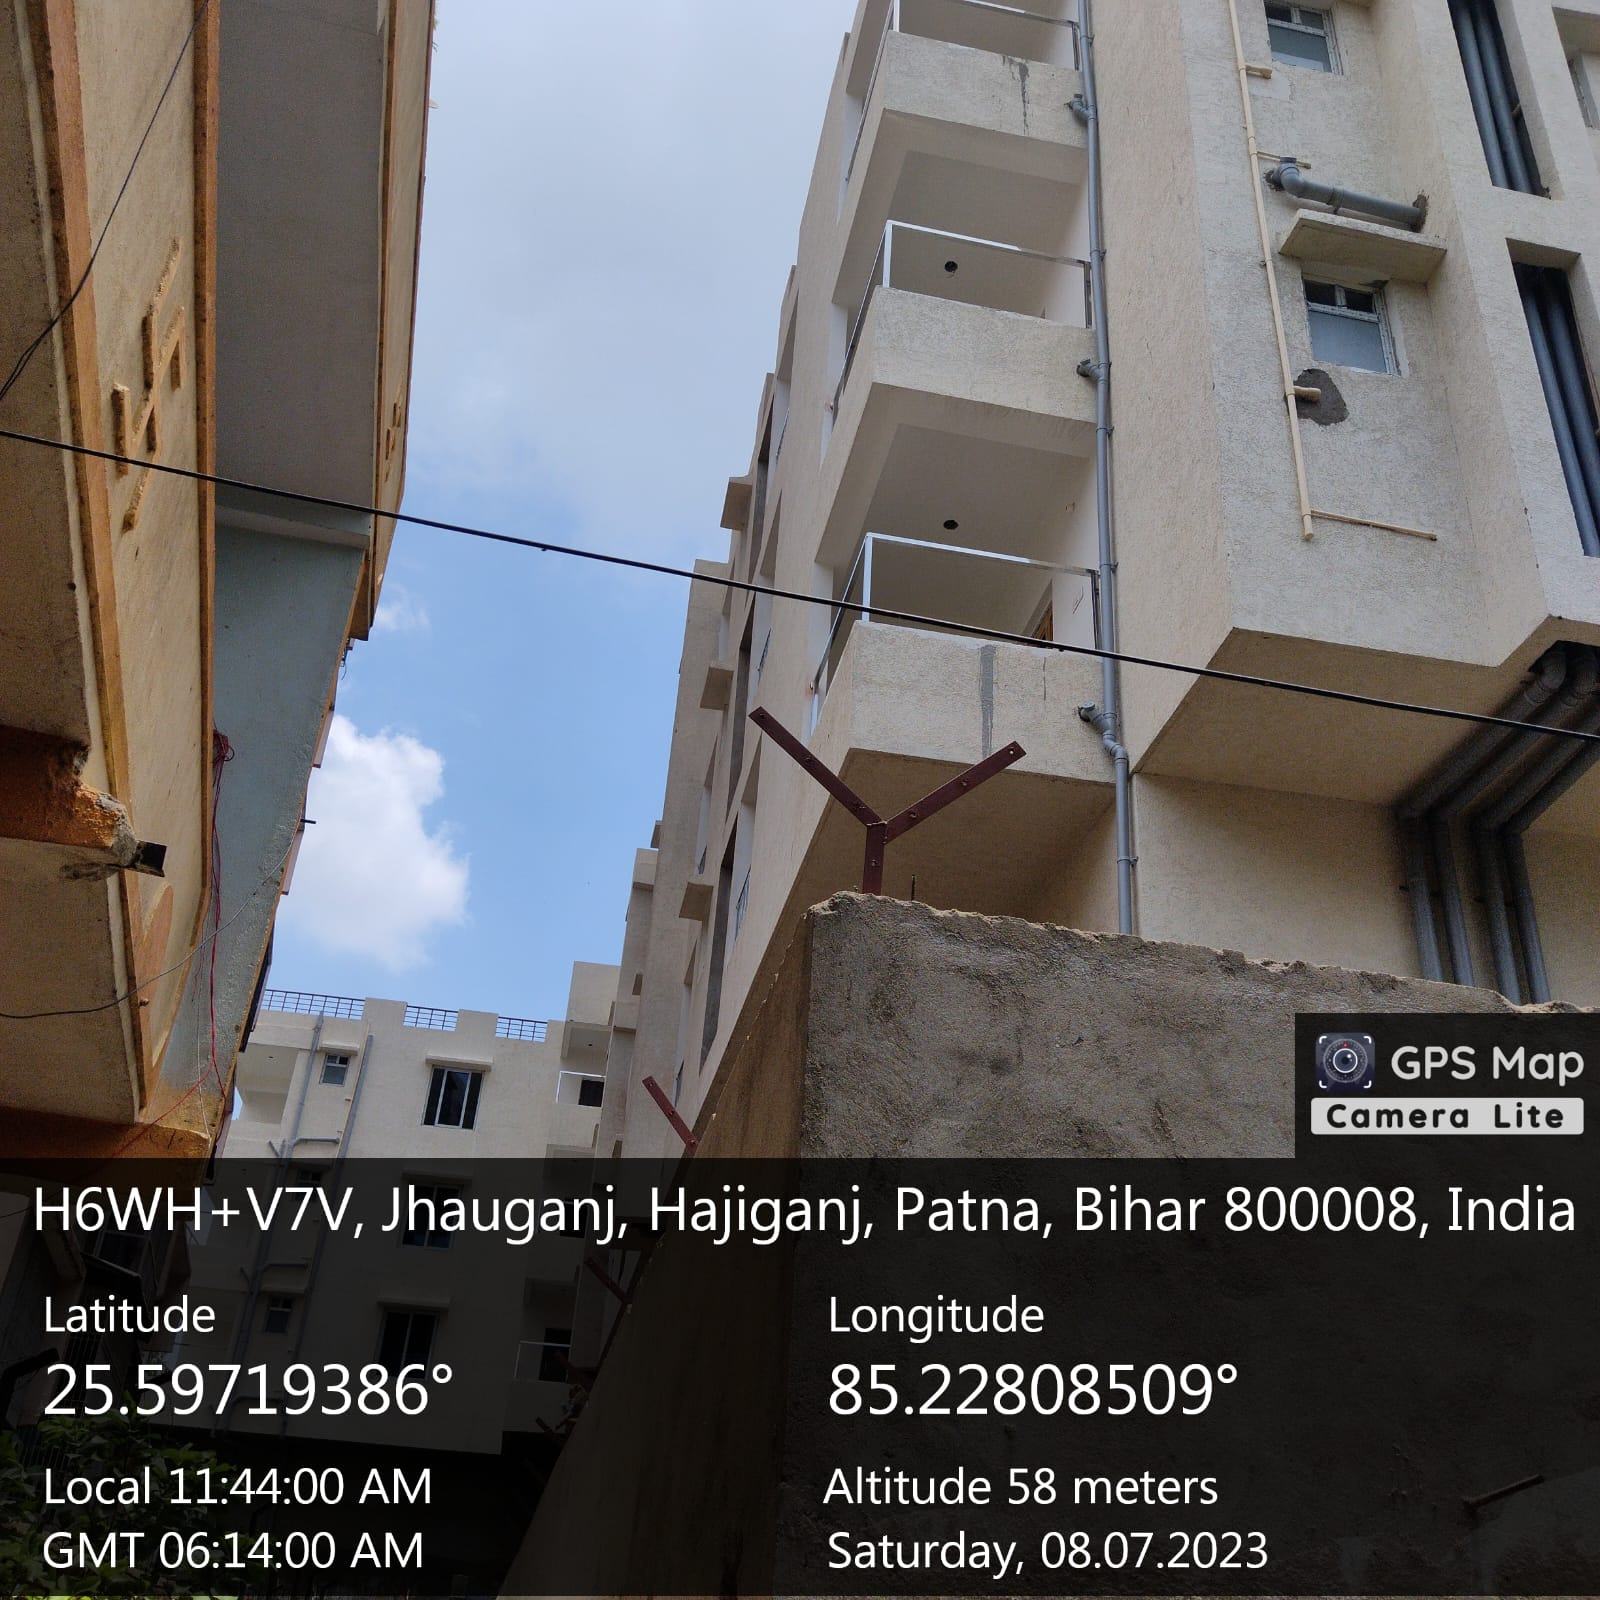 GPS Map
Camera Lite
H6WH+V7V, Jhauganj, Hajiganj, Patna, Bihar 800008, India
Latitude
25.59719386°
Longitude
85.22808509°
Local 11:44:00 AM
GMT 06:14:00 AM
Altitude 58 meters
Saturday, 08.07.2023